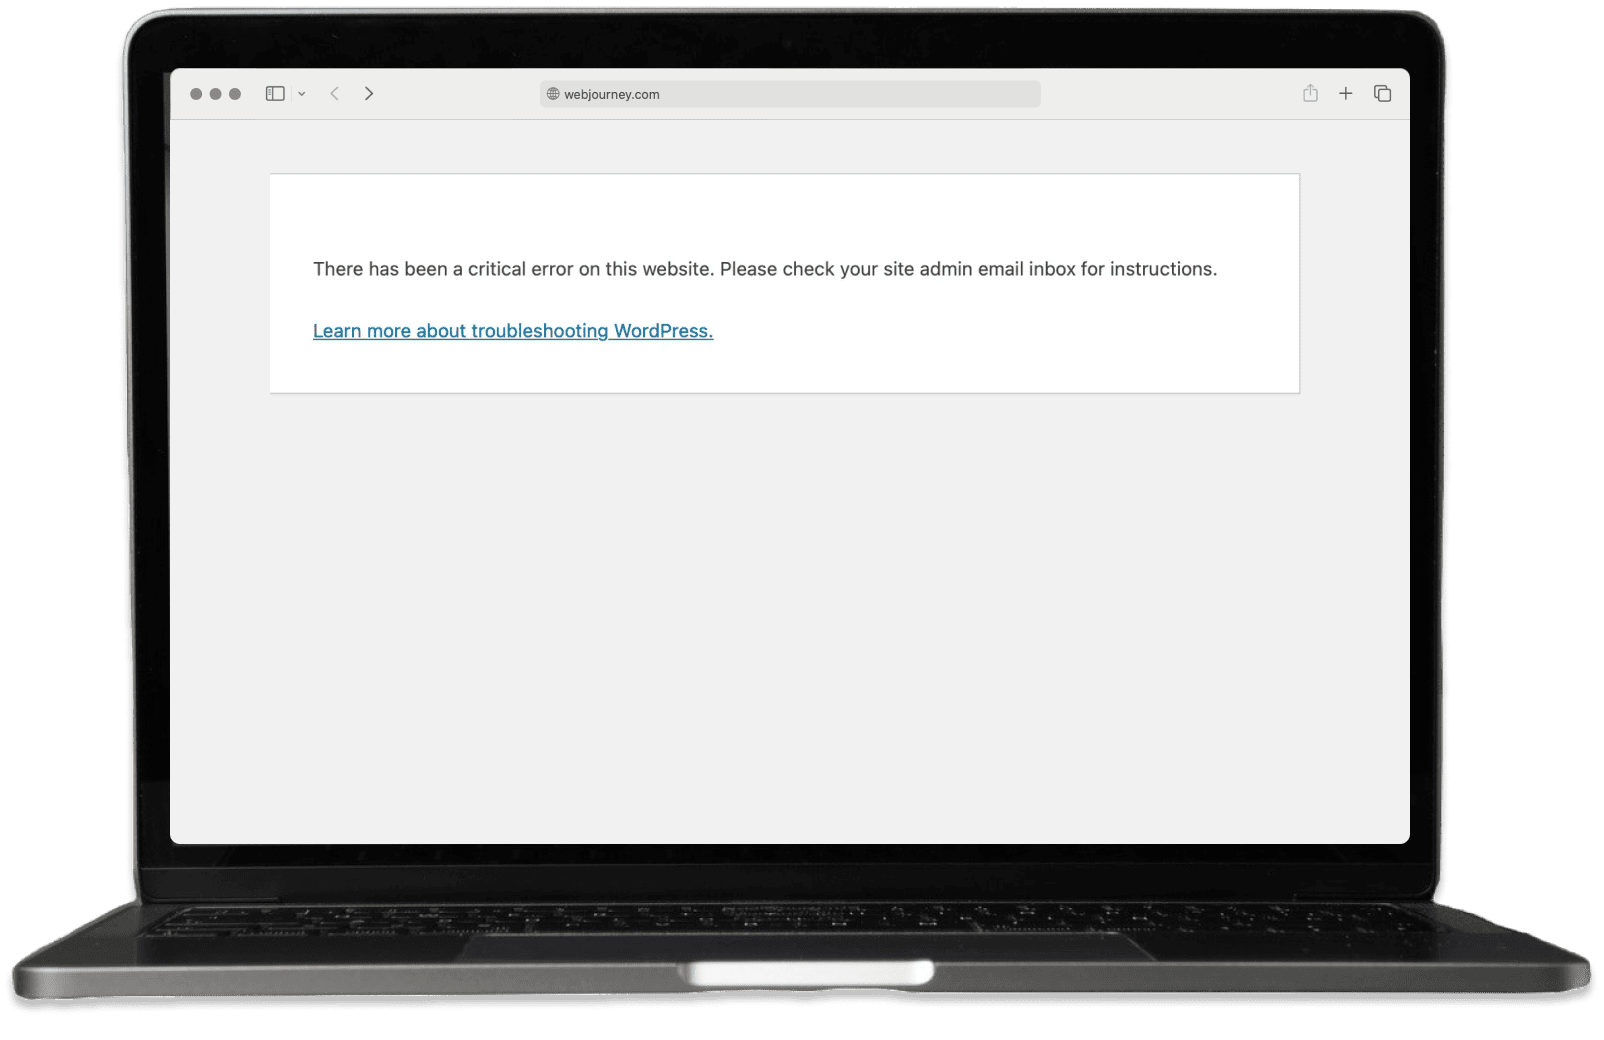 webjourney.com
There has been a critical error on this website. Please check your site admin email inbox for instructions.
Learn more about troubleshooting WordPress.